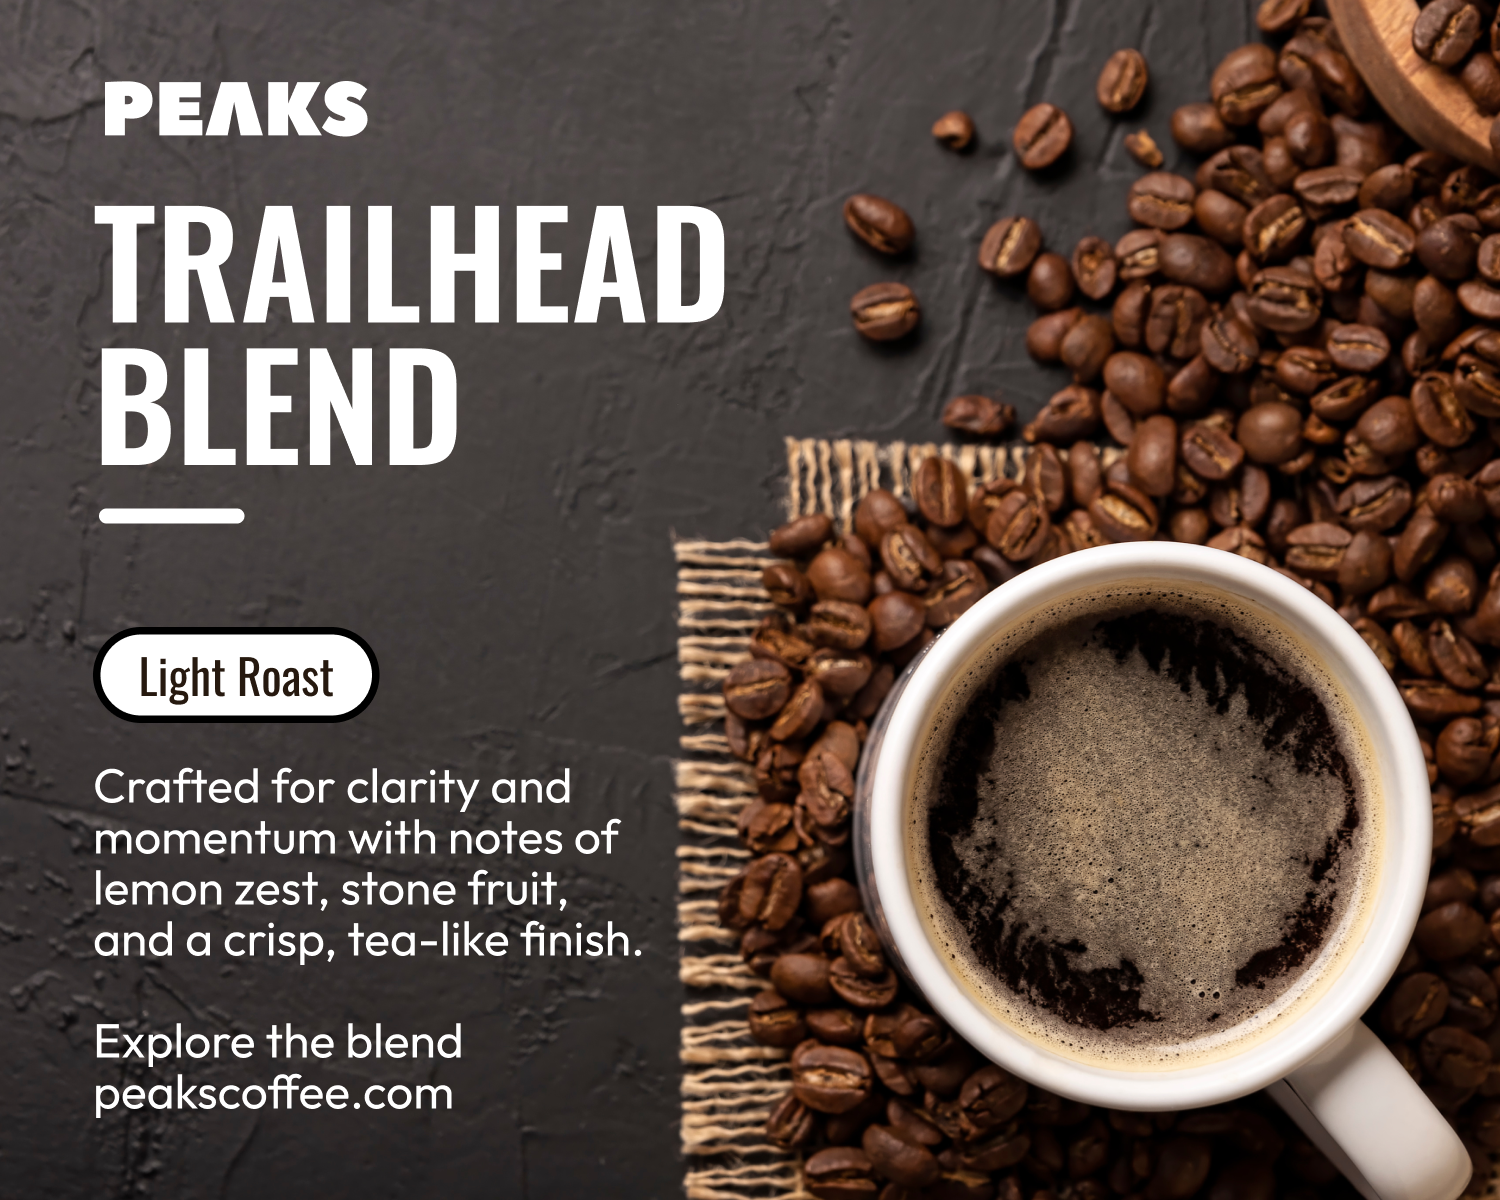 PEAKS
TRAILHEAD
BLEND
Light Roast
Crafted for clarity and
momentum with notes of
lemon zest, stone fruit,
and a crisp, tea-like finish.
Explore the blend
peakscoffee.com